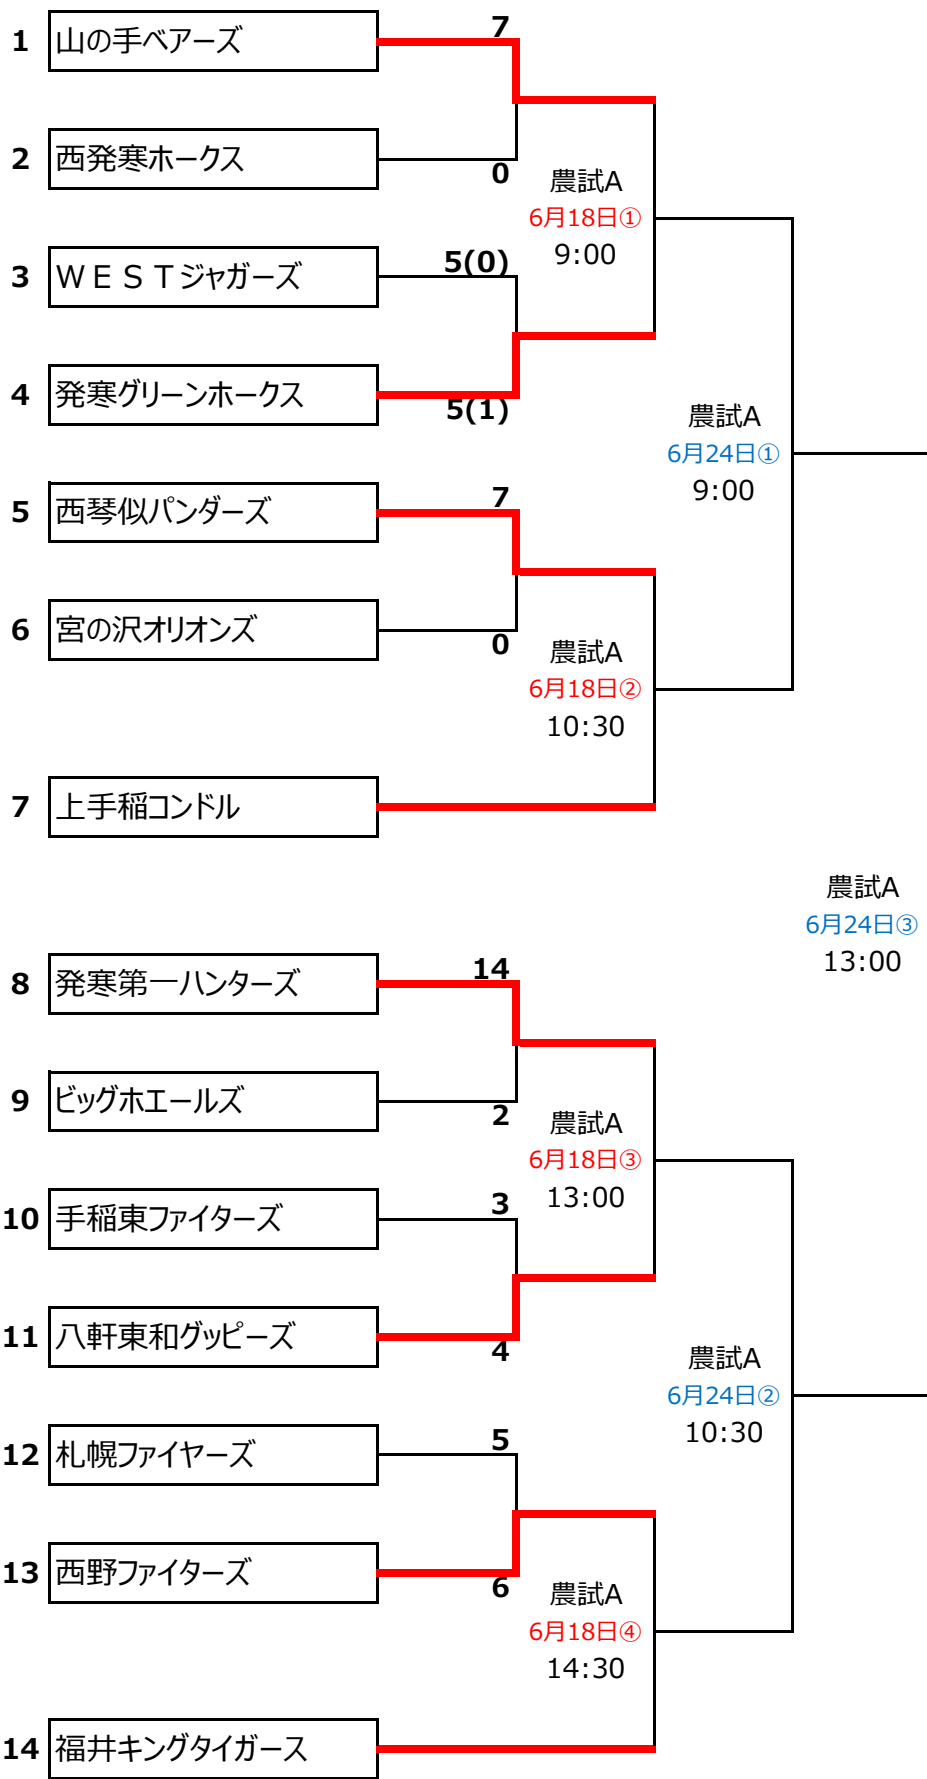 1 山の手ベアーズ 7
2 西発寒ホークス 0
農試A
6月18日①
9:00
3 ＷＥＳＴジャガーズ 5(0)
4 発寒グリーンホークス 5(1)
農試A
6月24日①
9:00
5 西琴似パンダーズ 7
6 宮の沢オリオンズ 0
農試A
6月18日②
10:30
7 上手稲コンドル
農試A
6月24日③
13:00
8 発寒第一ハンターズ 14
9 ビッグホエールズ 2
農試A
6月18日③
13:00
10 手稲東ファイターズ 3
11 八軒東和グッピーズ 4
農試A
6月24日②
10:30
12 札幌ファイヤーズ 5
13 西野ファイターズ 6
農試A
6月18日④
14:30
14 福井キングタイガース